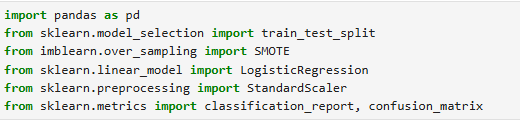 import pandas as pd
from sklearn.model_selection import train_test_split
from imblearn.over_sampling import SMOTE
from sklearn.linear_model import LogisticRegression
from sklearn.preprocessing import StandardScaler
from sklearn.metrics import classification_report, confusion_matrix